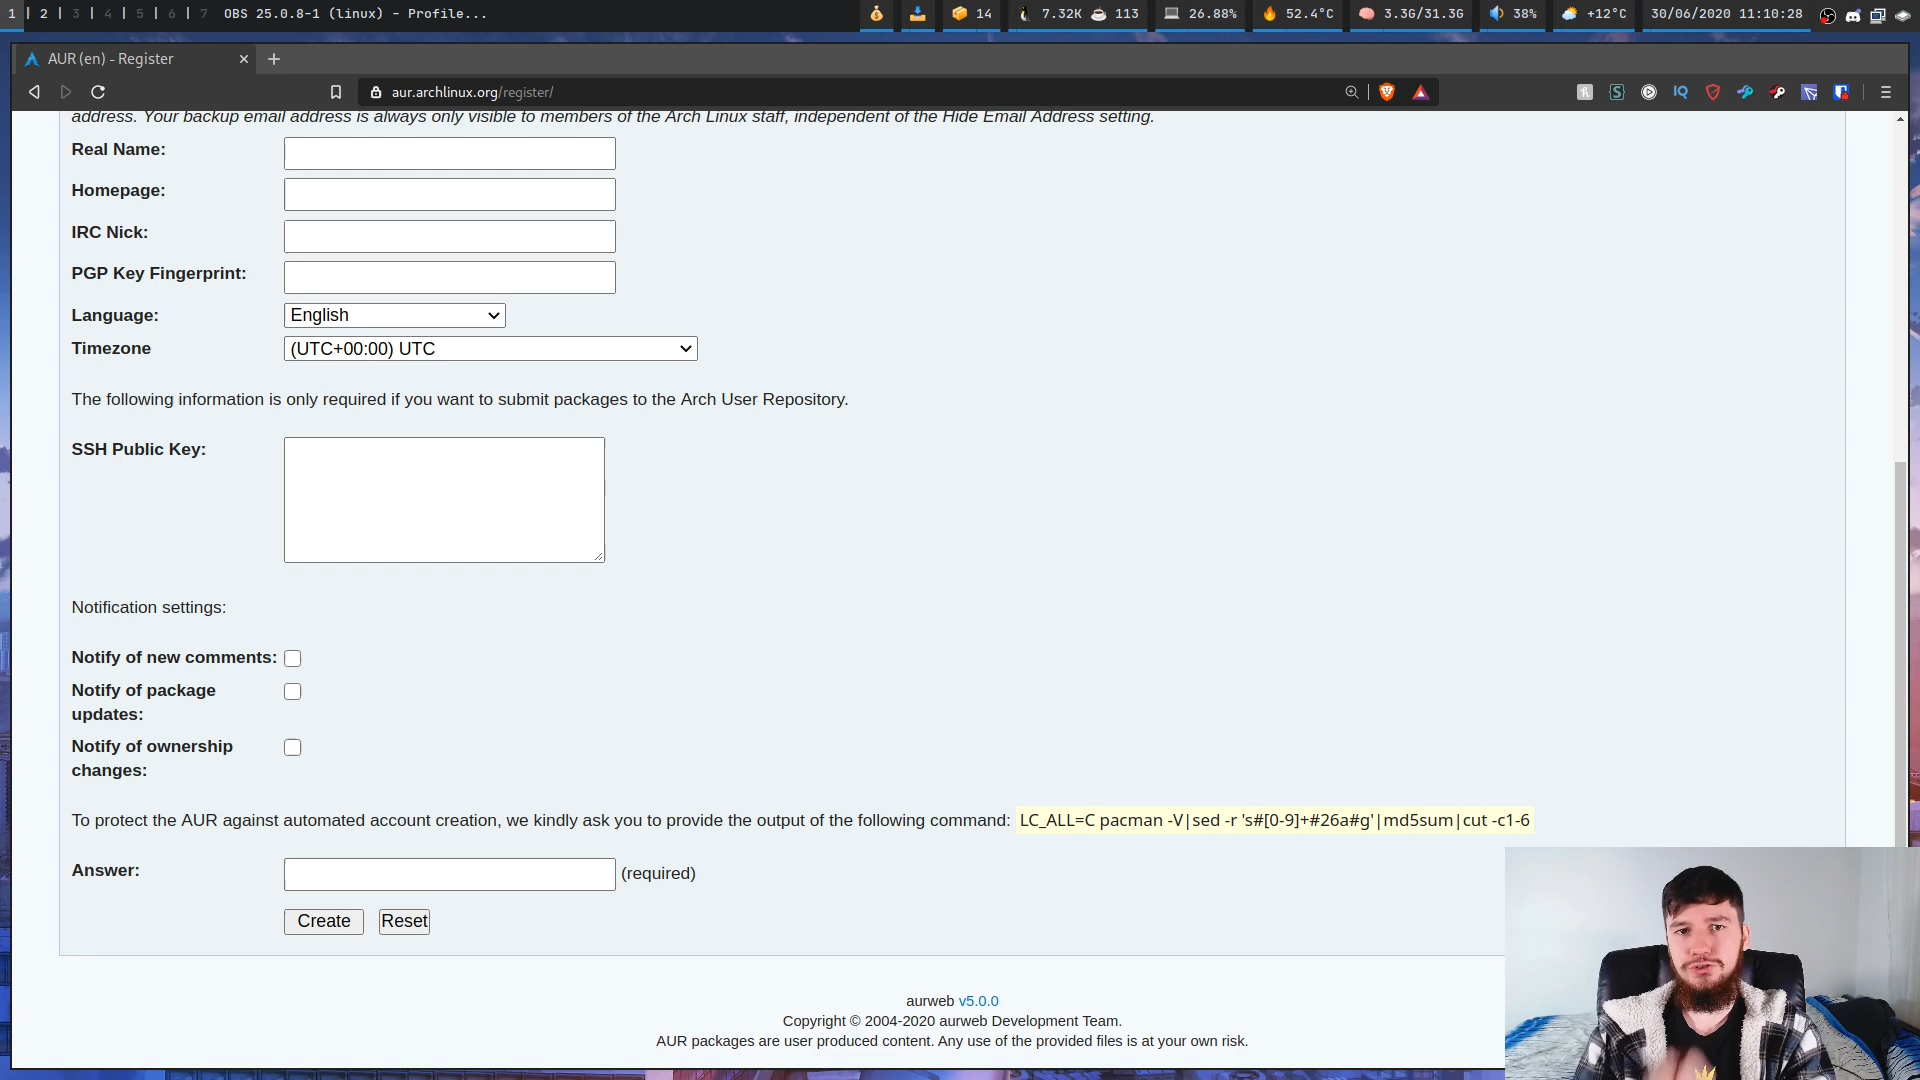 1 | 2 | 3 | 4 | 5 | 6 | 7 OBS 25.0.8-1 (linux) - Profile... 14 7.32K 113 26.88% 52.4°C 3.3G/31.3G 38% +12°C 30/06/2020 11:10:28
AUR (en) - Register
aur.archlinux.org/register/
address. Your backup email address is always only visible to members of the Arch Linux staff, independent of the Hide Email Address setting.
Real Name:
Homepage:
IRC Nick:
PGP Key Fingerprint:
Language: English
Timezone (UTC+00:00) UTC
The following information is only required if you want to submit packages to the Arch User Repository.
SSH Public Key:
Notification settings:
Notify of new comments:
Notify of package
updates:
Notify of ownership
changes:
To protect the AUR against automated account creation, we kindly ask you to provide the output of the following command: LC_ALL=C pacman -V|sed -r 's#[0-9]+#26a#g'|md5sum|cut -c1-6
Answer: (required)
Create Reset
aurweb v5.0.0
Copyright © 2004-2020 aurweb Development Team.
AUR packages are user produced content. Any use of the provided files is at your own risk.